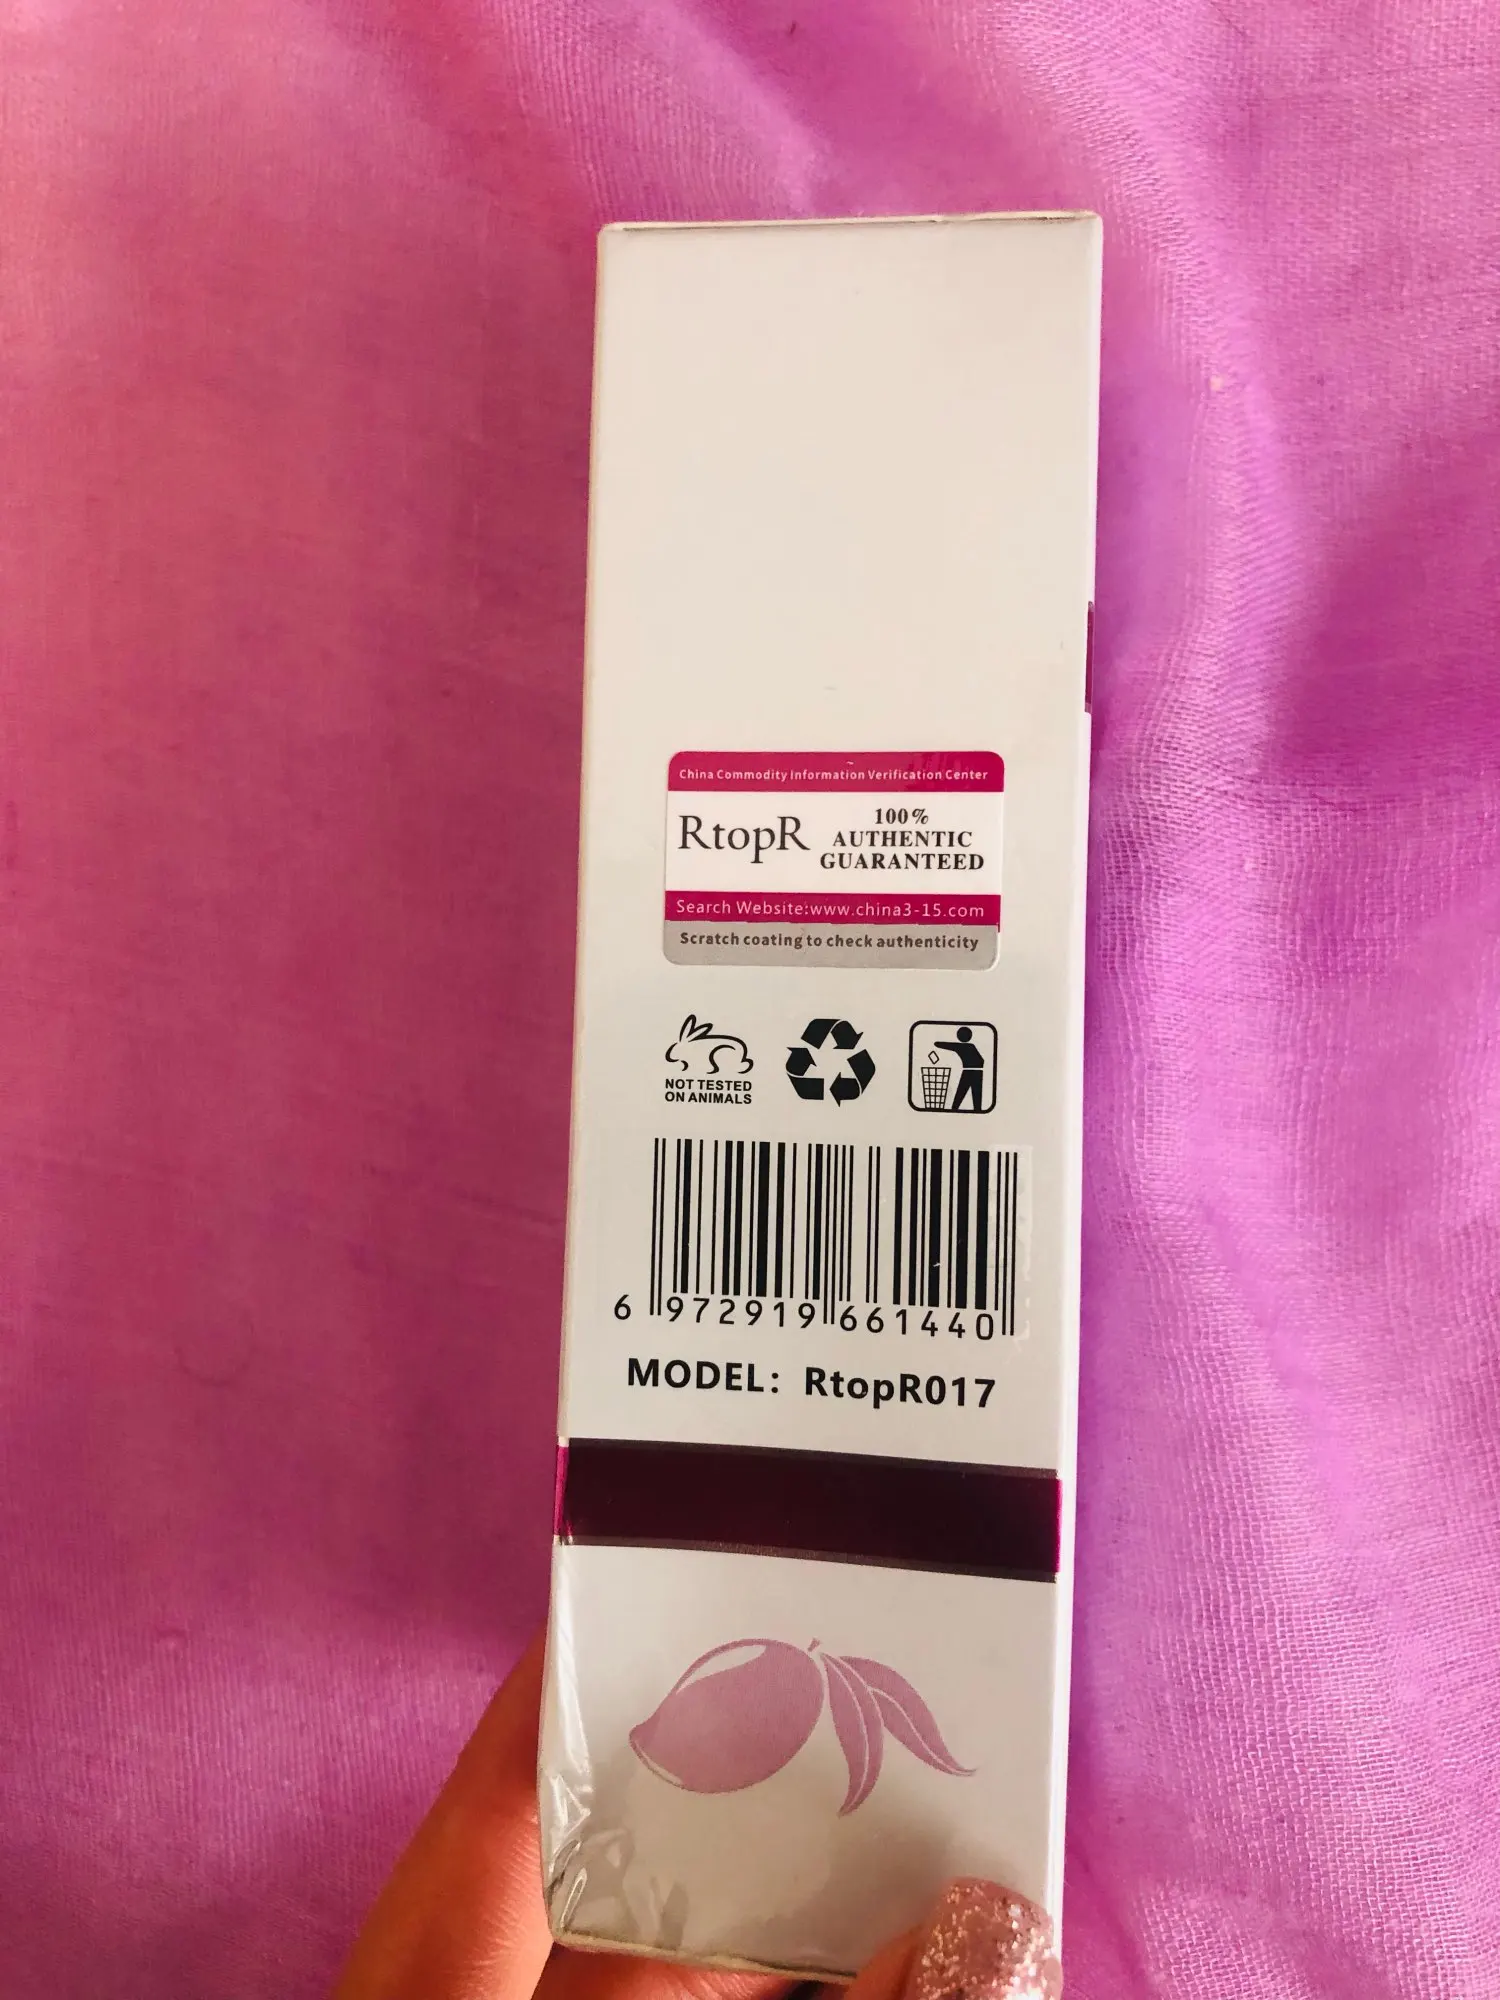 China Commodity Information Verification Center
RtopR
100%
AUTHENTIC
GUARANTEED
Search Website:www.china3-15.com
Scratch coating to check authenticity
NOT TESTED
ON ANIMALS
6 972919 661440
MODEL: RtopR017